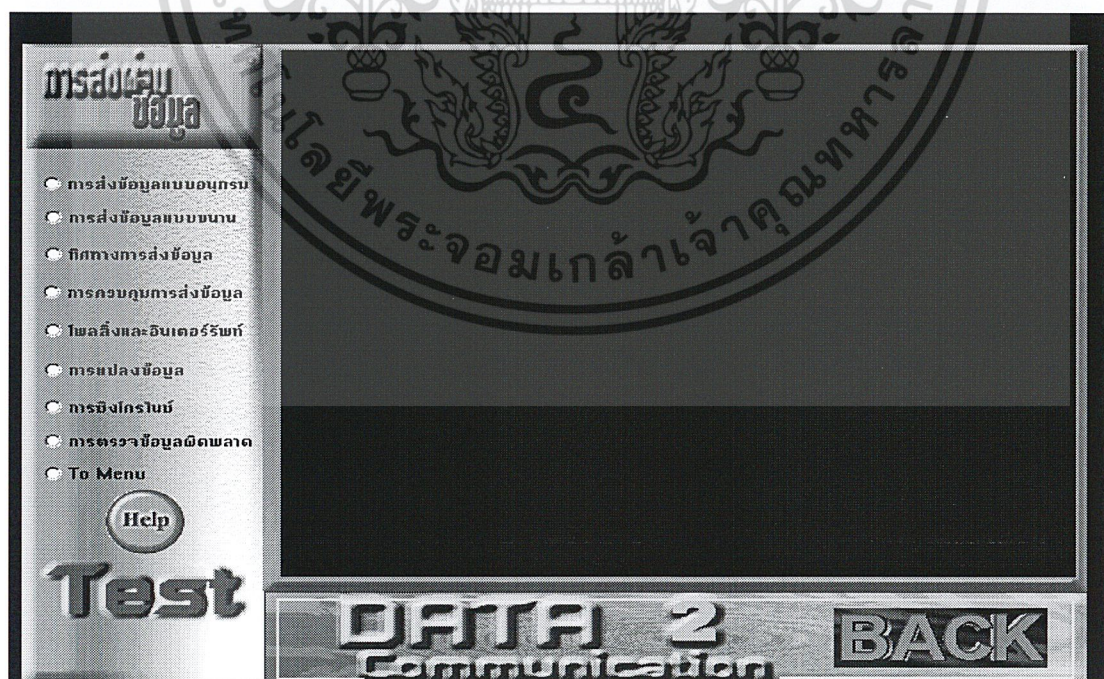 การส่งผ่าน
ข้อมูล
การส่งข้อมูลแบบอนุกรม
การส่งข้อมูลแบบขนาน
ทิศทางการส่งข้อมูล
การควบคุมการส่งข้อมูล
โพลลิ่งและอินเตอร์รัพท์
การแปลงข้อมูล
การซิงโครไนซ์
การตรวจข้อมูลผิดพลาด
To Menu
Help
Test
DATA 2
Communication
BACK
โนโลยีพระจอมเกล้าเจ้าคุณทหาร